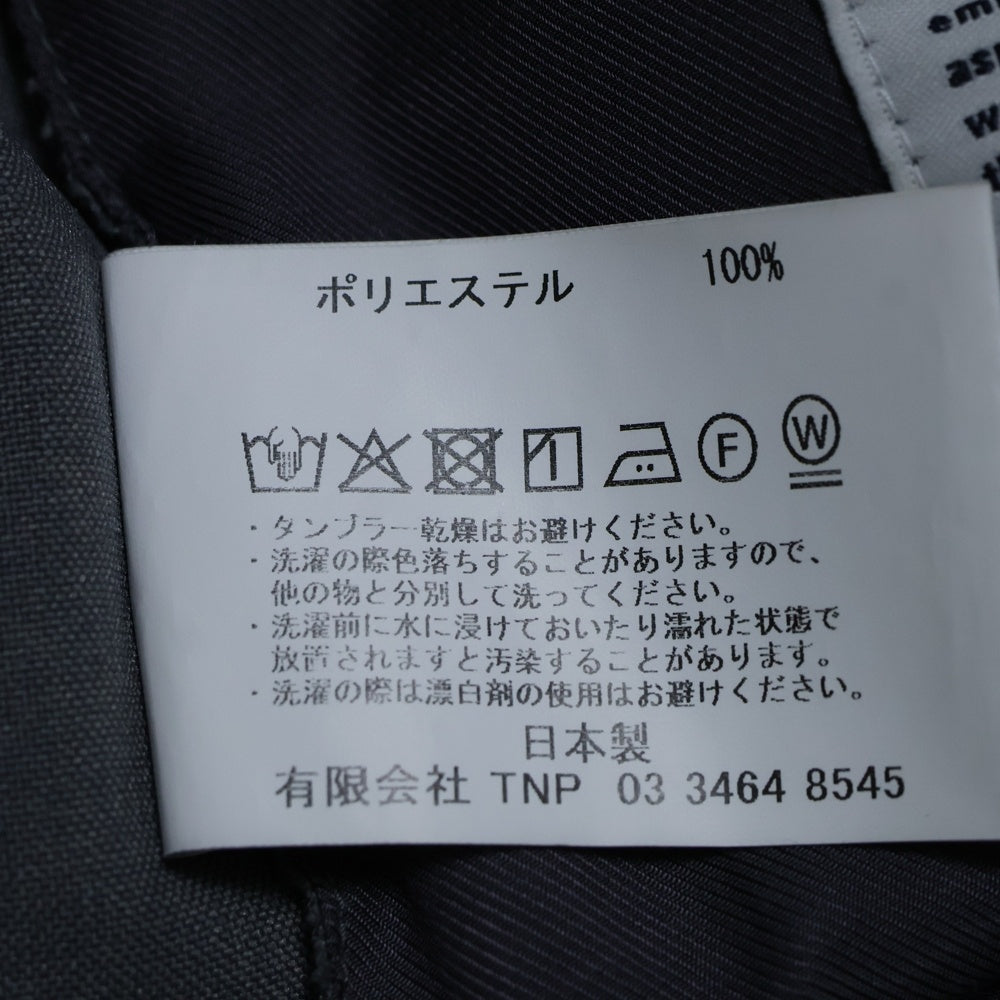 ポリエステル 100%
F W
・タンブラー乾燥はお避けください。
・洗濯の際色落ちすることがありますので、
他の物と分別して洗ってください。
・洗濯前に水に浸けておいたり濡れた状態で
放置されますと汚染することがあります。
・洗濯の際は漂白剤の使用はお避けください。
日本製
有限会社 TNP 03 3464 8545